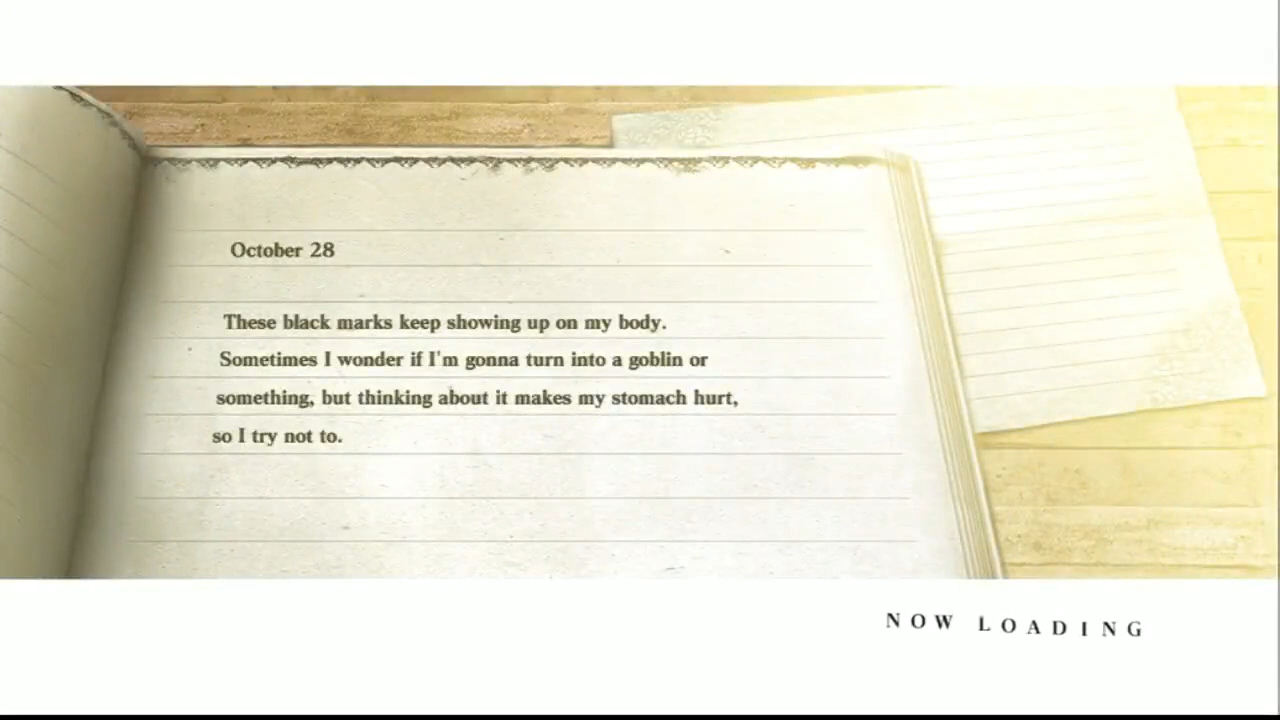 October 28
These black marks keep showing up on my body.
Sometimes I wonder if I'm gonna turn into a goblin or
something, but thinking about it makes my stomach hurt,
so I try not to.
NOW LOADING